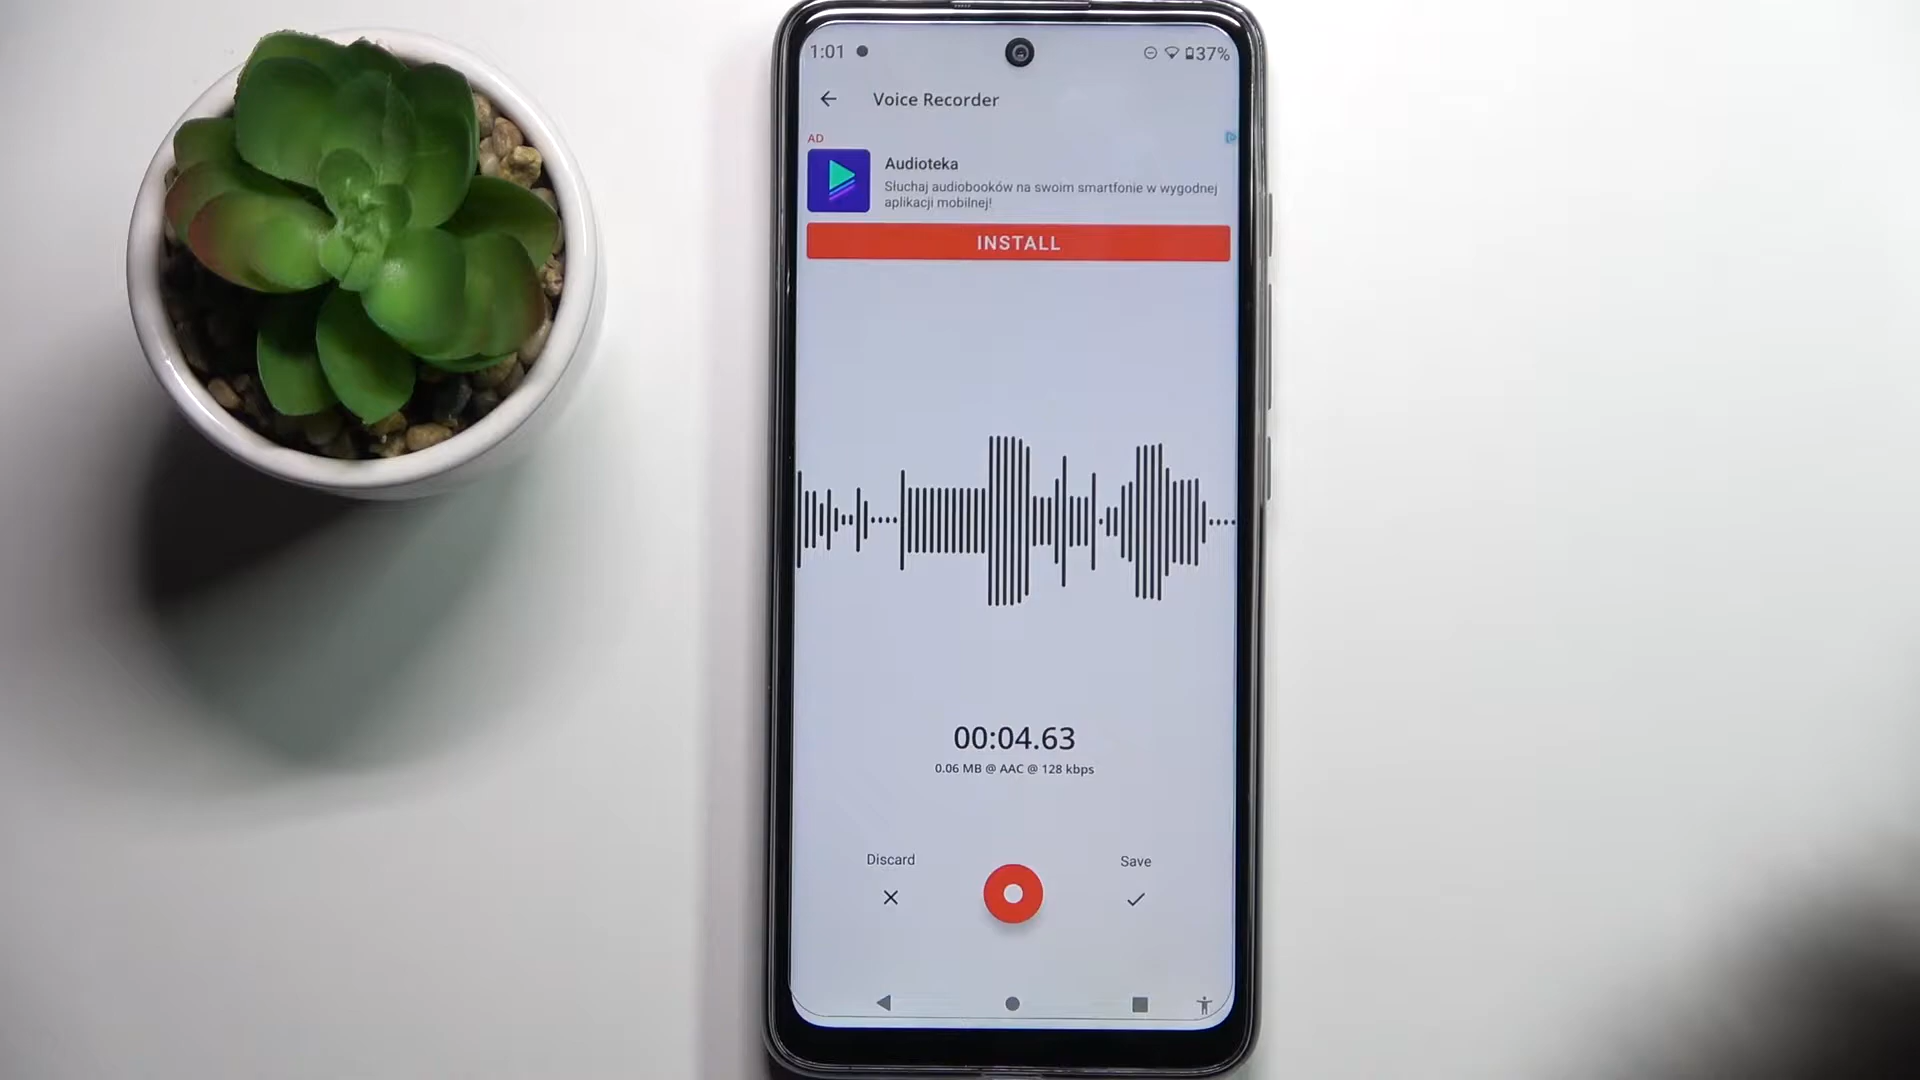 1:01
37%
Voice Recorder
AD
Audioteka
Słuchaj audiobooków na swoim smartfonie w wygodnej
aplikacji mobilnej!
INSTALL
00:04.63
0.06 MB @ AAC @ 128 kbps
Discard
Save